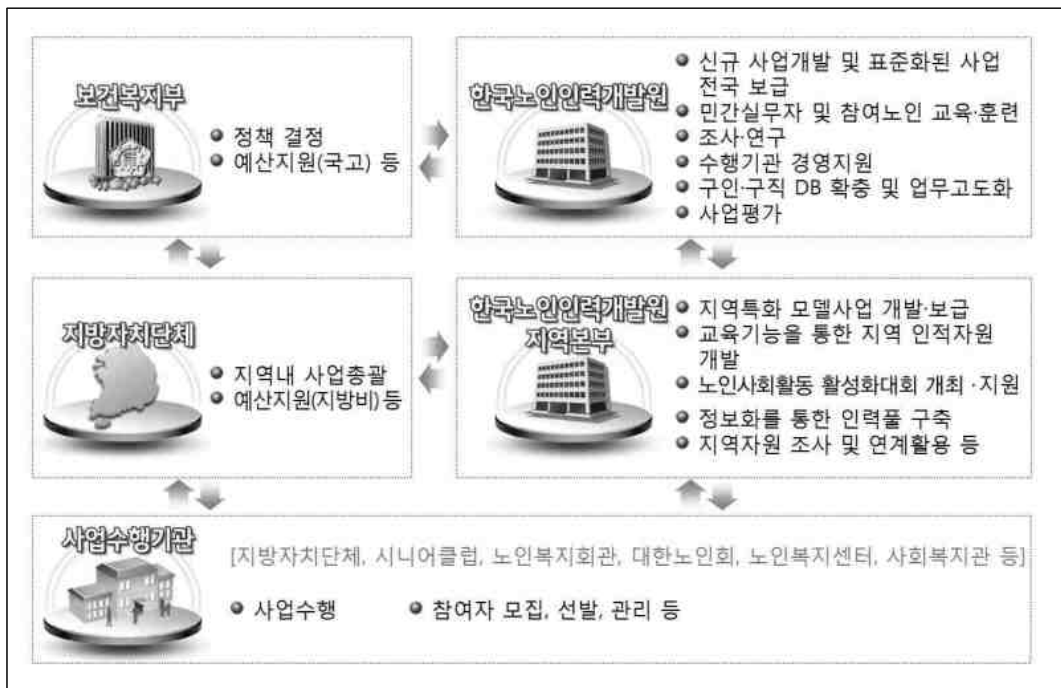 보건복지부
정책 결정
예산지원(국고) 등
한국노인인력개발원
신규 사업개발 및 표준화된 사업
전국 보급
민간실무자 및 참여노인 교육·훈련
조사·연구
수행기관 경영지원
구인·구직 DB 확충 및 업무고도화
사업평가
지방자치단체
지역내 사업총괄
예산지원(지방비) 등
한국노인인력개발원
지역본부
지역특화 모델사업 개발·보급
교육기능을 통한 지역 인적자원
개발
노인사회활동 활성화대회 개최 ·지원
정보화를 통한 인력풀 구축
지역자원 조사 및 연계활용 등
사업수행기관
[지방자치단체, 시니어클럽, 노인복지회관, 대한노인회, 노인복지센터, 사회복지관 등]
사업수행
참여자 모집, 선발, 관리 등